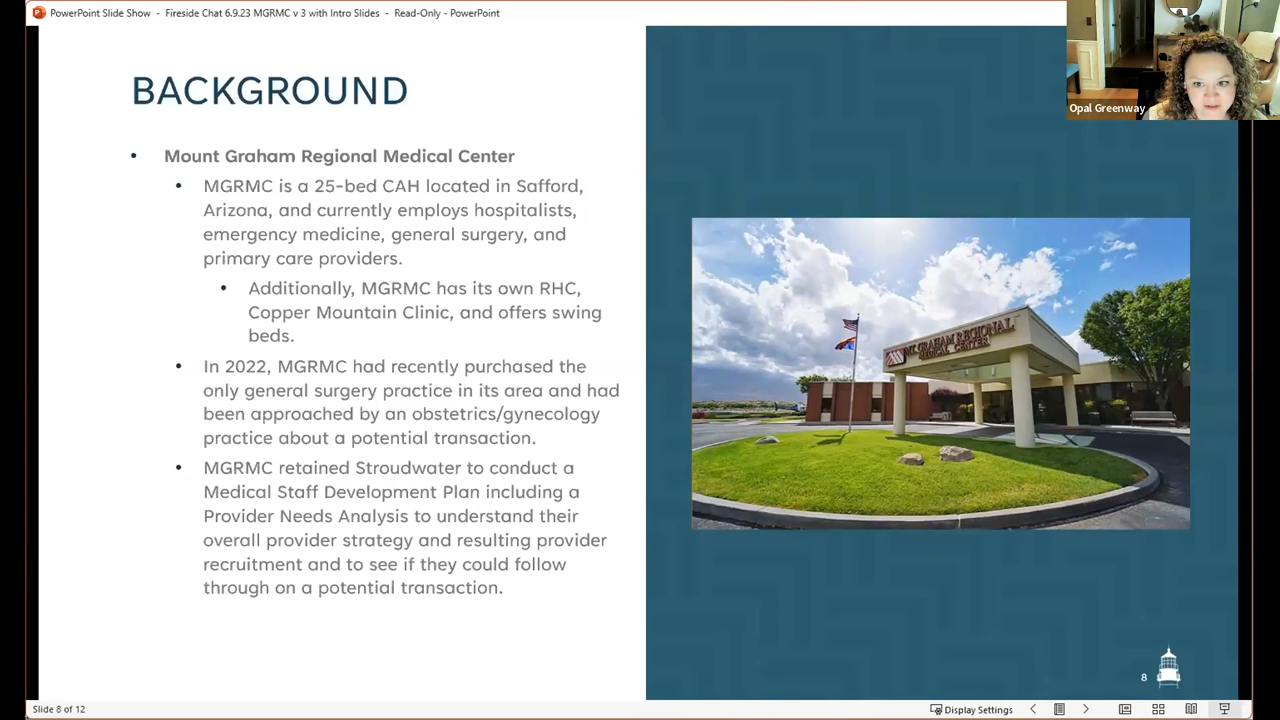 PowerPoint Slide Show - Fireside Chat 6.9.23 MGRMC v 3 with Intro Slides - Read-Only - PowerPoint
Opal Greenway
BACKGROUND
• Mount Graham Regional Medical Center
• MGRMC is a 25-bed CAH located in Safford,
Arizona, and currently employs hospitalists,
emergency medicine, general surgery, and
primary care providers.
• Additionally, MGRMC has its own RHC,
Copper Mountain Clinic, and offers swing
beds.
• In 2022, MGRMC had recently purchased the
only general surgery practice in its area and had
been approached by an obstetrics/gynecology
practice about a potential transaction.
• MGRMC retained Stroudwater to conduct a
Medical Staff Development Plan including a
Provider Needs Analysis to understand their
overall provider strategy and resulting provider
recruitment and to see if they could follow
through on a potential transaction.
MT. GRAHAM REGIONAL
MEDICAL CENTER
8
Slide 8 of 12
Display Settings